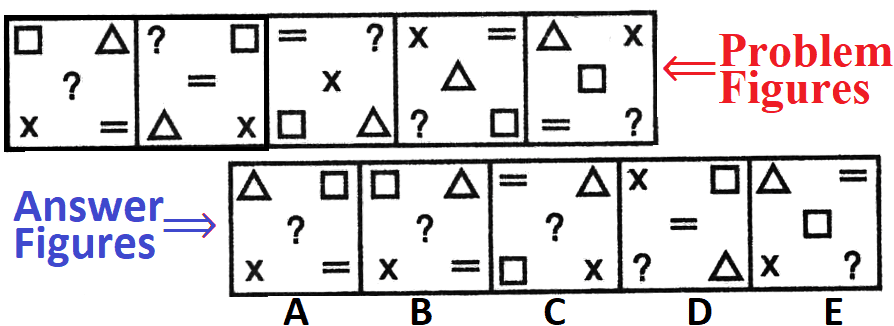 ? ? X = ?
? = X
X = X = ? = ?
⇐ Problem
Figures
Answer ⇒
Figures
= X
? ? ? = =
X = X = X ? X ?
A B C D E